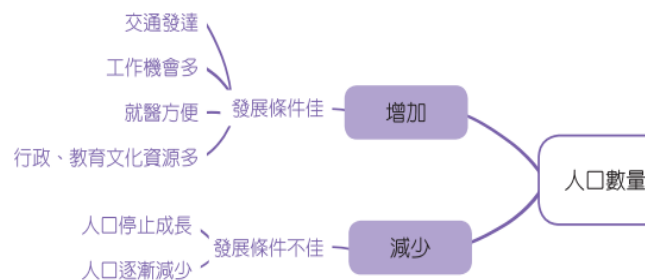 交通發達
工作機會多
就醫方便
行政、教育文化資源多
發展條件佳
增加
人口數量
人口停止成長
人口逐漸減少
發展條件不佳
減少